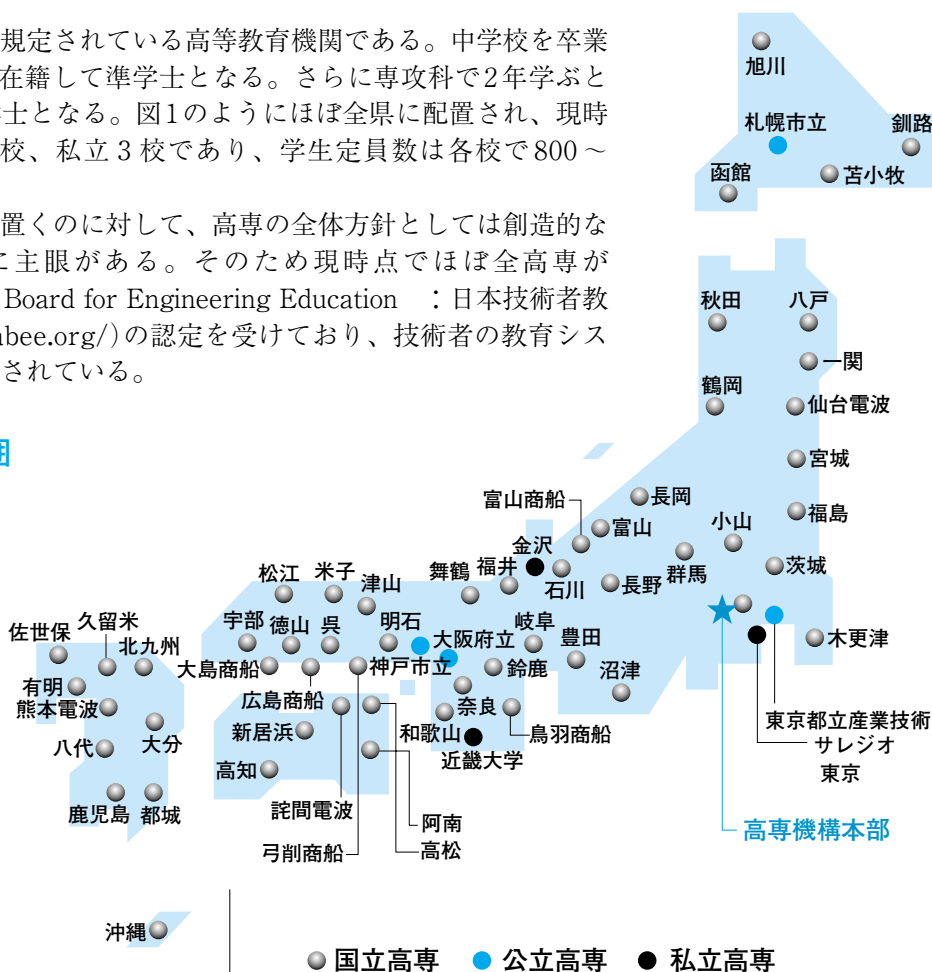 規定されている高等教育機関である。中学校を卒業
在籍して準学士となる。さらに専攻科で2年学ぶと
士となる。図1のようにほぼ全県に配置され、現時
校、私立3校であり、学生定員数は各校で800～
置くのに対して、高専の全体方針としては創造的な
に主眼がある。そのため現時点でほぼ全高専が
Board for Engineering Education ：日本技術者教
abee.org/)の認定を受けており、技術者の教育シス
されている。
旭川
札幌市立
釧路
函館
苫小牧
秋田
八戸
一関
鶴岡
仙台電波
宮城
福島
富山商船
長岡
富山
小山
金沢
茨城
群馬
長野
石川
福井
舞鶴
松江
米子
津山
宇部
徳山
呉
明石
大阪府立
岐阜
豊田
木更津
佐世保
久留米
北九州
大島商船
神戸市立
鈴鹿
沼津
有明
広島商船
熊本電波
奈良
鳥羽商船
東京都立産業技術
新居浜
和歌山
サレジオ
八代
大分
近畿大学
東京
高知
鹿児島
都城
詫間電波
阿南
高専機構本部
弓削商船
高松
沖縄
国立高専
公立高専
私立高専